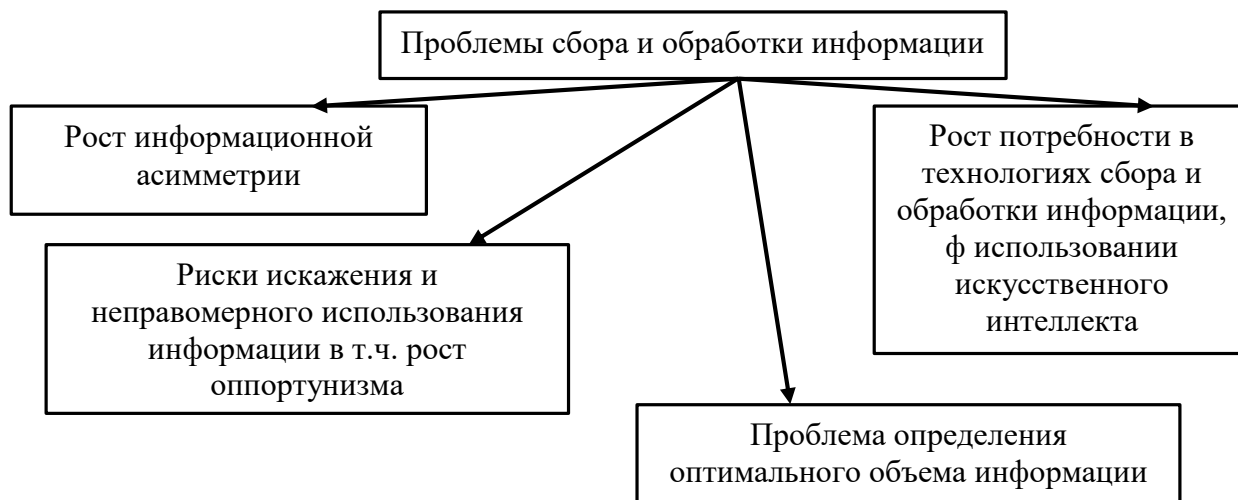 Проблемы сбора и обработки информации
Рост информационной
асимметрии
Рост потребности в
технологиях сбора и
обработки информации,
ф использовании
искусственного
интеллекта
Риски искажения и
неправомерного использования
информации в т.ч. рост
оппортунизма
Проблема определения
оптимального объема информации